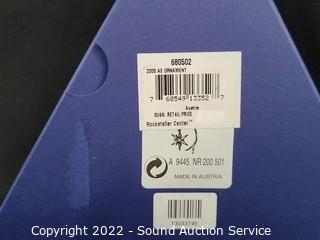 680502
2005 AE ORNAMENT
7 68549 13352 7
Austria
SUGG. RETAIL PRICE
Rockefeller Center™
A 9445 NR 200 501
MADE IN AUSTRIA
13033746
Copyright 2022 - Sound Auction Service